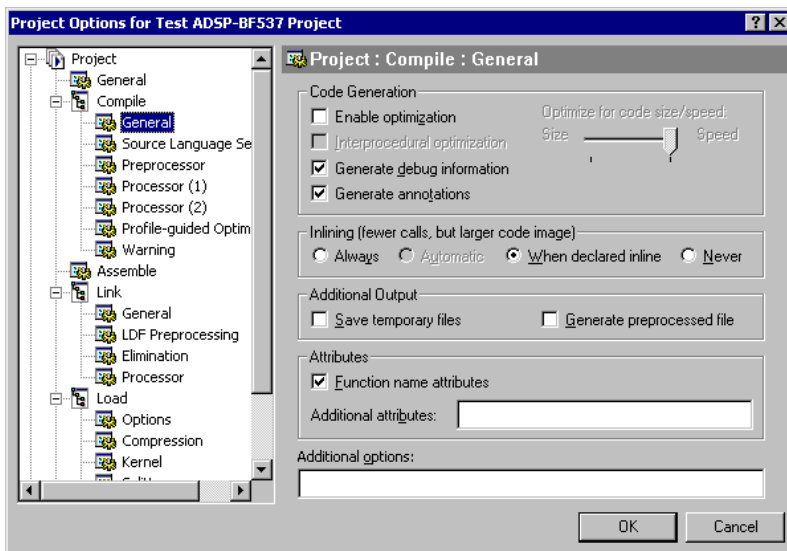 Project Options for Test ADSP-BF537 Project
Project
General
Compile
General
Source Language Se
Preprocessor
Processor (1)
Processor (2)
Profile-guided Optim
Warning
Assemble
Link
General
LDF Preprocessing
Elimination
Processor
Load
Options
Compression
Kernel
Project : Compile : General
Code Generation
Enable optimization
Optimize for code size/speed:
Interprocedural optimization
Size Speed
Generate debug information
Generate annotations
Inlining (fewer calls, but larger code image)
Always Automatic When declared inline Never
Additional Output
Save temporary files Generate preprocessed file
Attributes
Function name attributes
Additional attributes:
Additional options:
OK Cancel